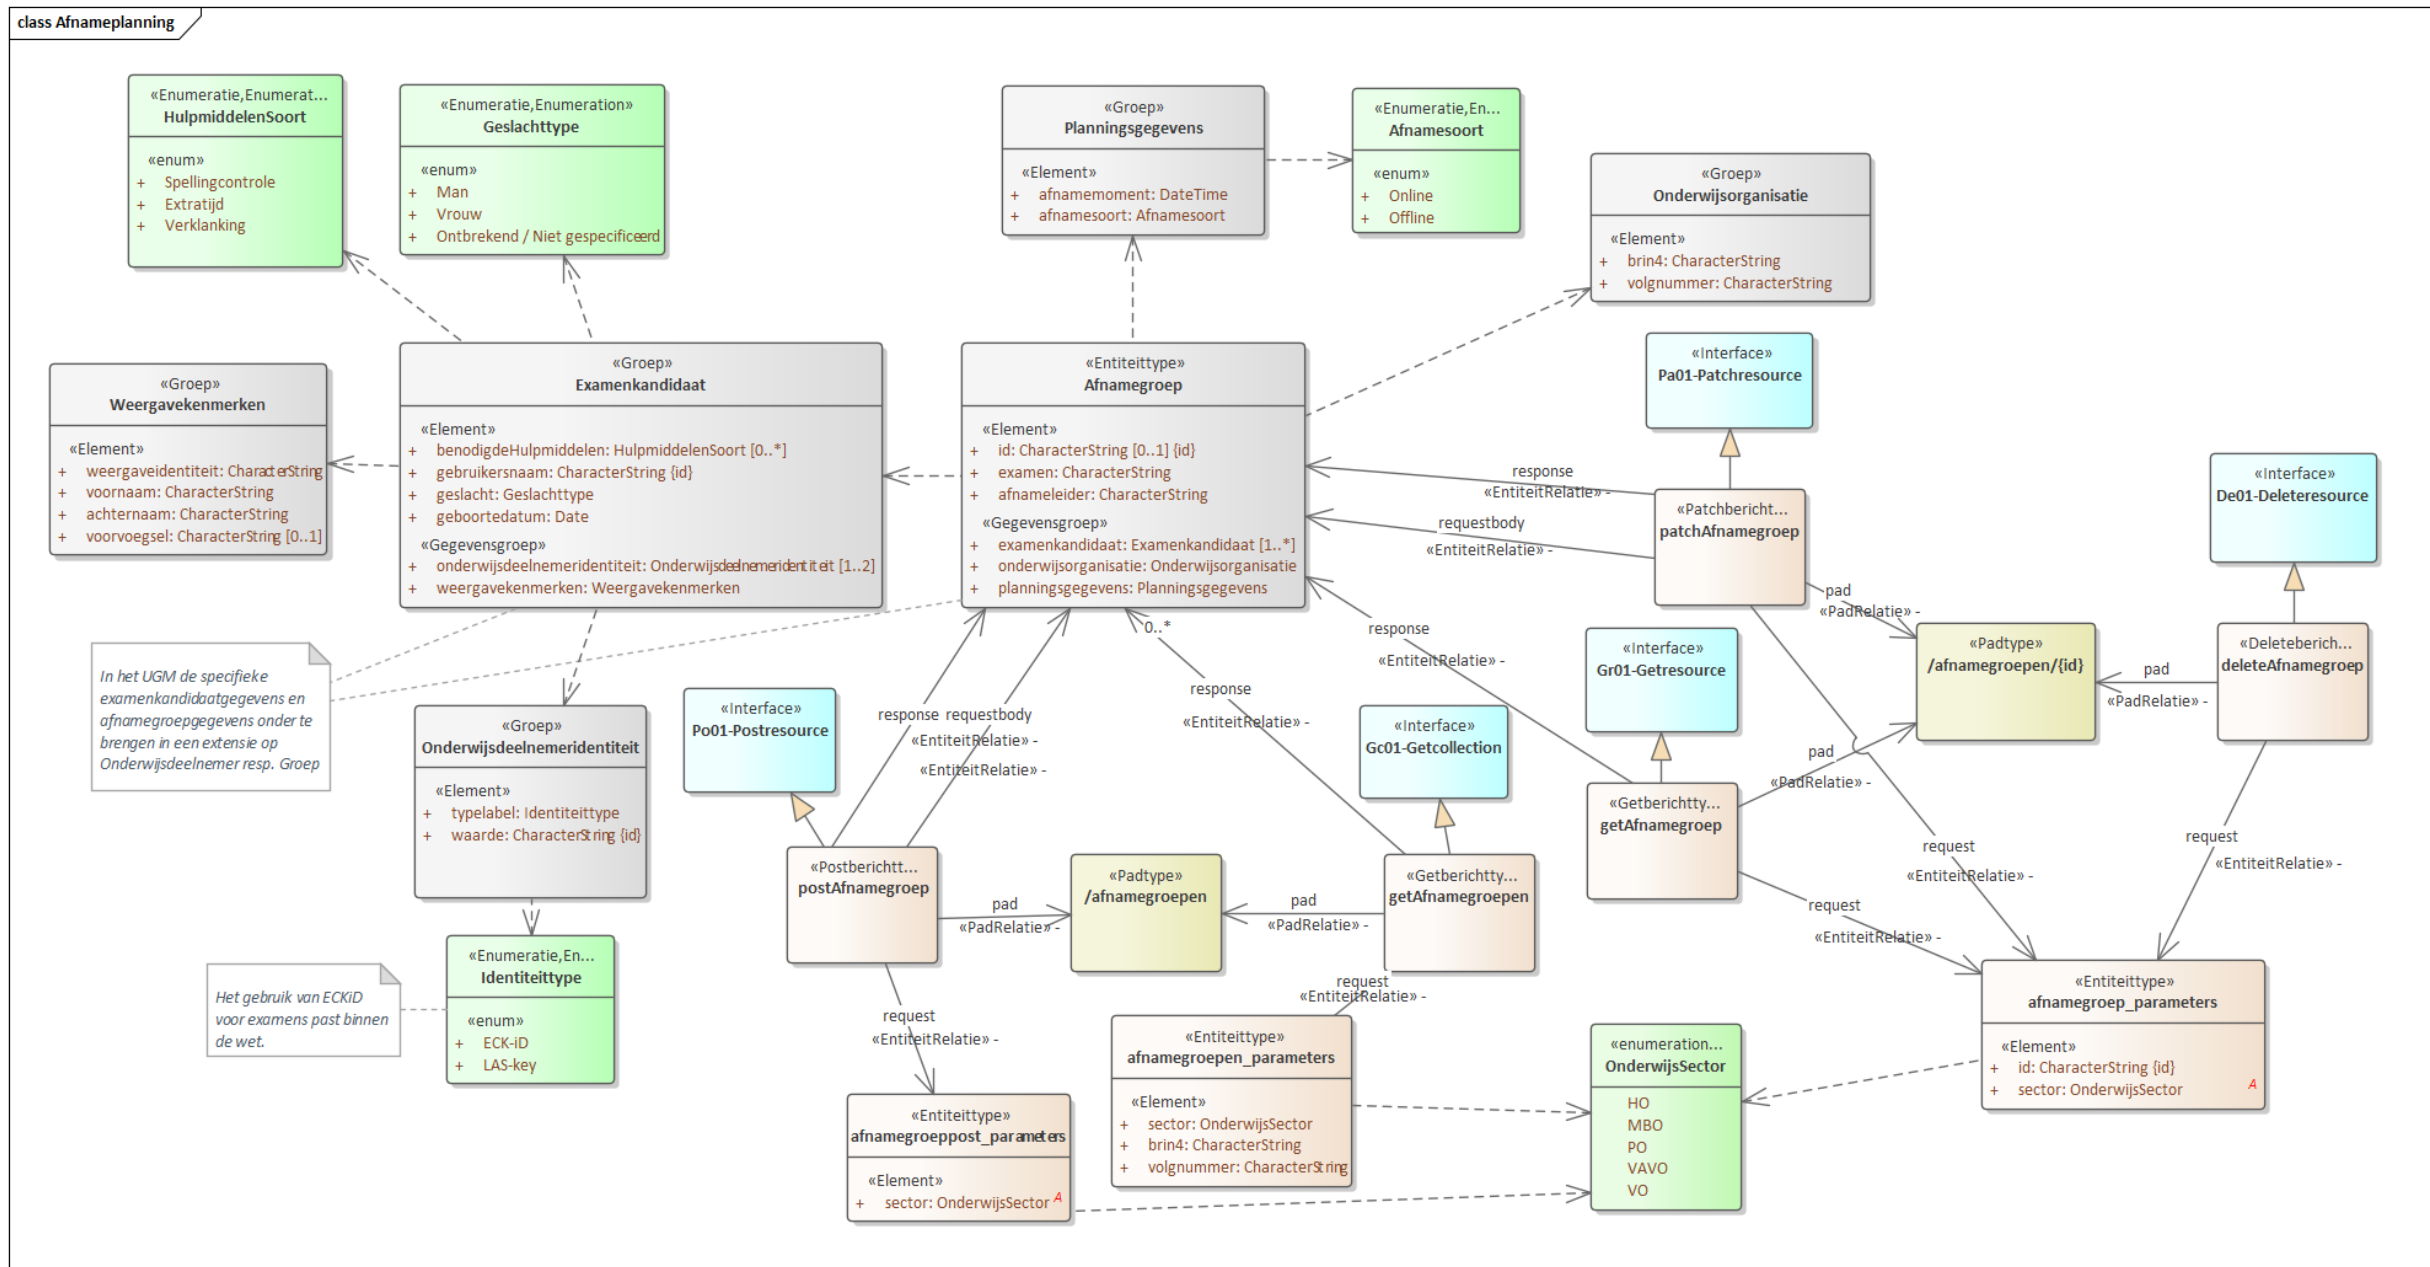 class Afnameplanning
«Enumeratie,Enumerat...
HulpmiddelenSoort
«enum»
+ Spellingcontrole
+ Extratijd
+ Verklanking
«Enumeratie,Enumeration»
Geslachttype
«enum»
+ Man
+ Vrouw
+ Ontbrekend / Niet gespecificeerd
«Groep»
Planningsgegevens
«Element»
+ afnamemoment: DateTime
+ afnamesoort: Afnamesoort
«Enumeratie,En...
Afnamesoort
«enum»
+ Online
+ Offline
«Groep»
Onderwijsorganisatie
«Element»
+ brin4: CharacterString
+ volgnummer: CharacterString
«Groep»
Weergavekenmerken
«Element»
+ weergaveidentiteit: CharacterString
+ voornaam: CharacterString
+ achternaam: CharacterString
+ voorvoegsel: CharacterString [0..1]
«Groep»
Examenkandidaat
«Element»
+ benodigdeHulpmiddelen: HulpmiddelenSoort [0..*]
+ gebruikersnaam: CharacterString {id}
+ geslacht: Geslachttype
+ geboortedatum: Date
«Gegevensgroep»
+ onderwijsdeelnemeridentiteit: Onderwijsdeelnemeridentiteit [1..2]
+ weergavekenmerken: Weergavekenmerken
«Entiteittype»
Afnamegroep
«Element»
+ id: CharacterString [0..1] {id}
+ examen: CharacterString
+ afnameleider: CharacterString
«Gegevensgroep»
+ examenkandidaat: Examenkandidaat [1..*]
+ onderwijsorganisatie: Onderwijsorganisatie
+ planningsgegevens: Planningsgegevens
«Interface»
Pa01-Patchresource
response
«EntiteitRelatie» -
requestbody
«EntiteitRelatie» -
«Patchbericht...
patchAfnamegroep
«Interface»
De01-Deleteresource
pad
«PadRelatie» -
response
«EntiteitRelatie» -
«Interface»
Gr01-Getresource
«Padtype»
/afnamegroepen/{id}
pad
«PadRelatie» -
«Deleteberich...
deleteAfnamegroep
In het UGM de specifieke
examenkandidaatgegevens en
afnamegroepgegevens onder te
brengen in een extensie op
Onderwijsdeelnemer resp. Groep
«Groep»
Onderwijsdeelnemeridentiteit
«Element»
+ typelabel: Identiteittype
+ waarde: CharacterString {id}
«Interface»
Po01-Postresource
response
requestbody
«EntiteitRelatie» -
«EntiteitRelatie» -
0..*
response
«EntiteitRelatie» -
«Interface»
Gc01-Getcollection
pad
«PadRelatie» -
«Getberichtty...
getAfnamegroep
request
«EntiteitRelatie» -
request
«EntiteitRelatie» -
request
«EntiteitRelatie» -
«Postberichtt...
postAfnamegroep
pad
«PadRelatie» -
«Padtype»
/afnamegroepen
pad
«PadRelatie» -
«Getberichtty...
getAfnamegroepen
Het gebruik van ECKiD
voor examens past binnen
de wet.
«Enumeratie,En...
Identiteittype
«enum»
+ ECK-iD
+ LAS-key
request
«EntiteitRelatie» -
request
«EntiteitRelatie» -
«Entiteittype»
afnamegroeppost_parameters
«Element»
+ sector: OnderwijsSector
A
«Entiteittype»
afnamegroepen_parameters
«Element»
+ sector: OnderwijsSector
+ brin4: CharacterString
+ volgnummer: CharacterString
«enumeration...
OnderwijsSector
HO
MBO
PO
VAVO
VO
«Entiteittype»
afnamegroep_parameters
«Element»
+ id: CharacterString {id}
+ sector: OnderwijsSector
A